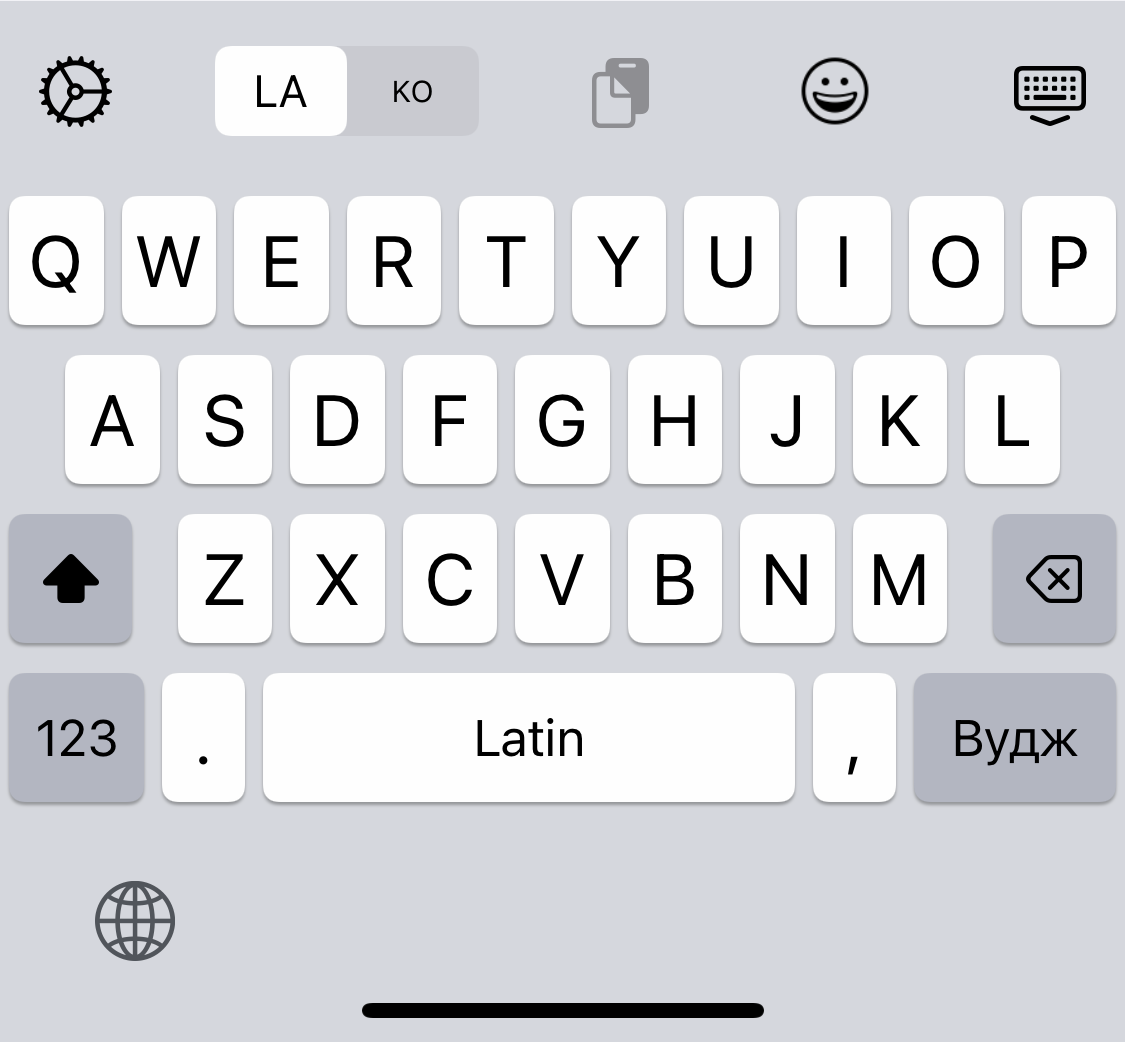 LA KO
Q W E R T Y U I O P
A S D F G H J K L
Z X C V B N M
123 . Latin , Вудж